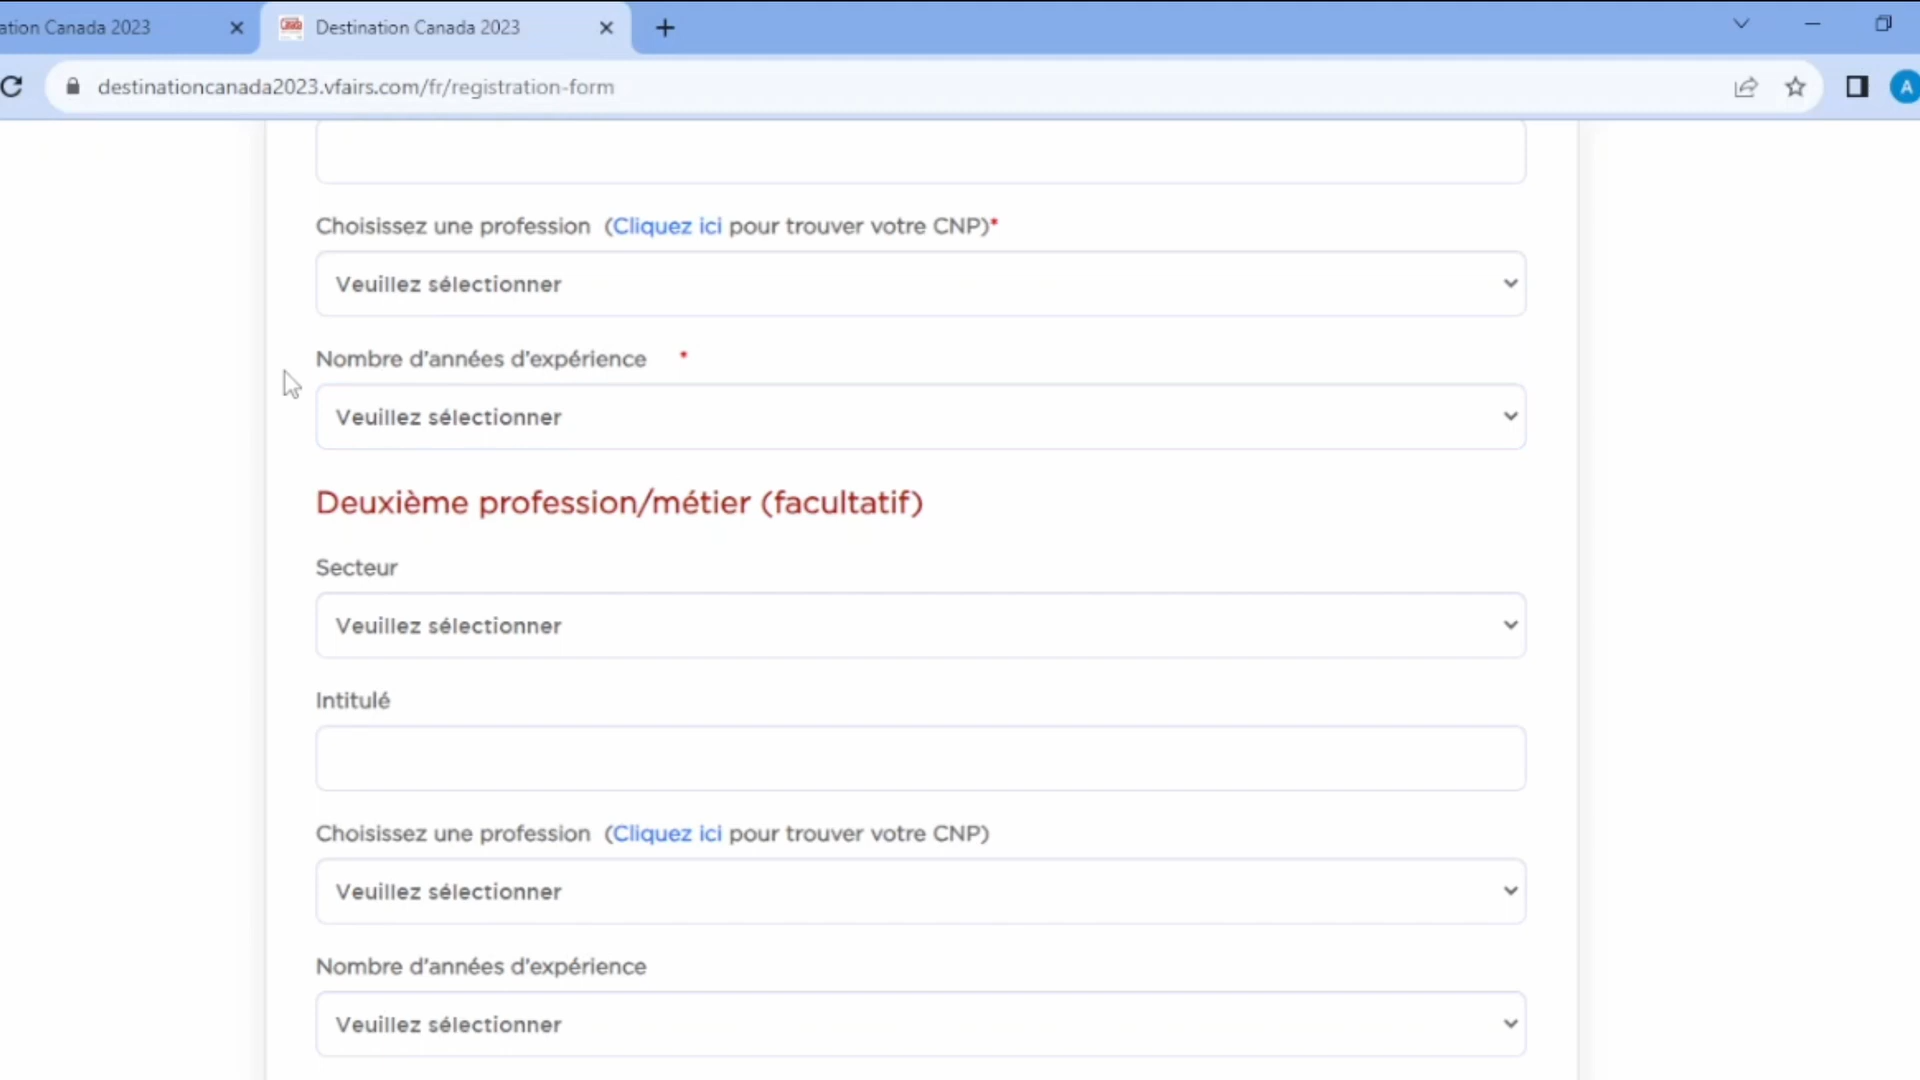 ation Canada 2023
Destination Canada 2023
destinationcanada2023.vfairs.com/fr/registration-form
A
Choisissez une profession (Cliquez ici pour trouver votre CNP)*
Veuillez sélectionner
Nombre d'années d'expérience *
Veuillez sélectionner
Deuxième profession/métier (facultatif)
Secteur
Veuillez sélectionner
Intitulé
Choisissez une profession (Cliquez ici pour trouver votre CNP)
Veuillez sélectionner
Nombre d'années d'expérience
Veuillez sélectionner